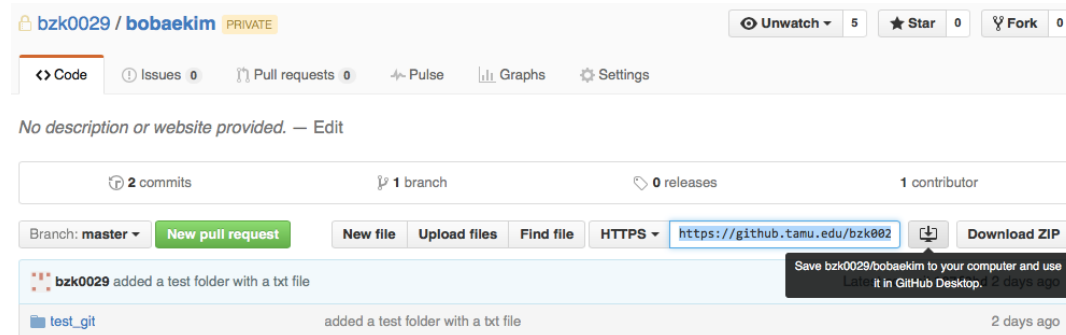 bzk0029 / bobaekim PRIVATE Unwatch 5 Star 0 Fork 0
Code Issues 0 Pull requests 0 Pulse Graphs Settings
No description or website provided. — Edit
2 commits 1 branch 0 releases 1 contributor
Branch: master New pull request New file Upload files Find file HTTPS https://github.tamu.edu/bzk002 Download ZIP
Save bzk0029/bobaekim to your computer and use
it in GitHub Desktop.
bzk0029 added a test folder with a txt file 2 days ago
test_git added a test folder with a txt file 2 days ago